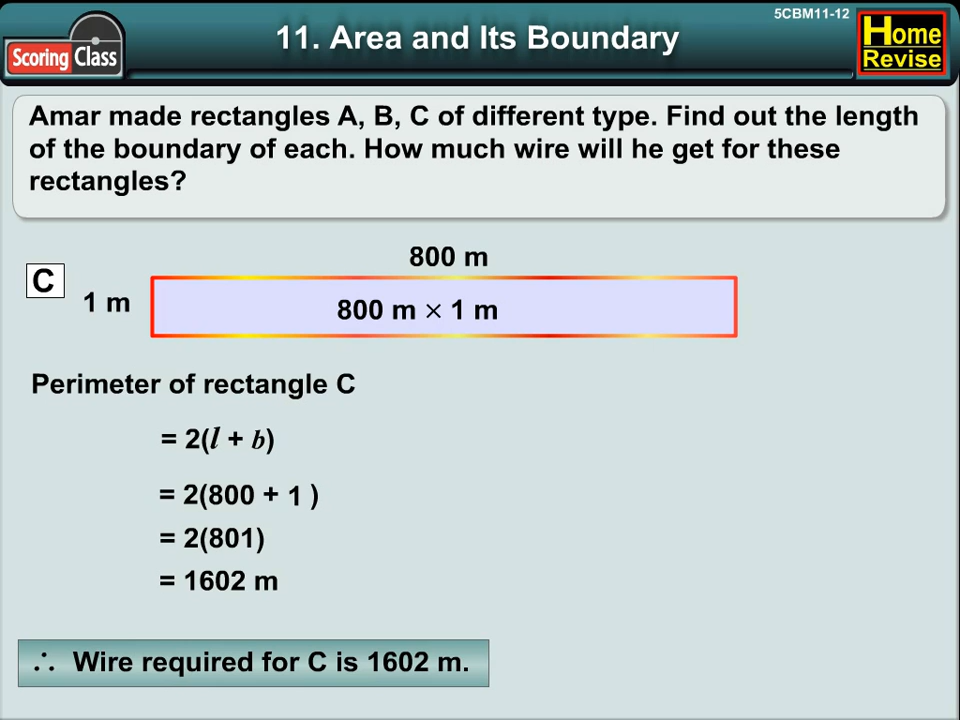 5CBM11-12
Scoring Class
11. Area and Its Boundary
Home
Revise
Amar made rectangles A, B, C of different type. Find out the length
of the boundary of each. How much wire will he get for these
rectangles?
800 m
C
1 m
800 m × 1 m
Perimeter of rectangle C
= 2(l + b)
= 2(800 + 1 )
= 2(801)
= 1602 m
∴ Wire required for C is 1602 m.